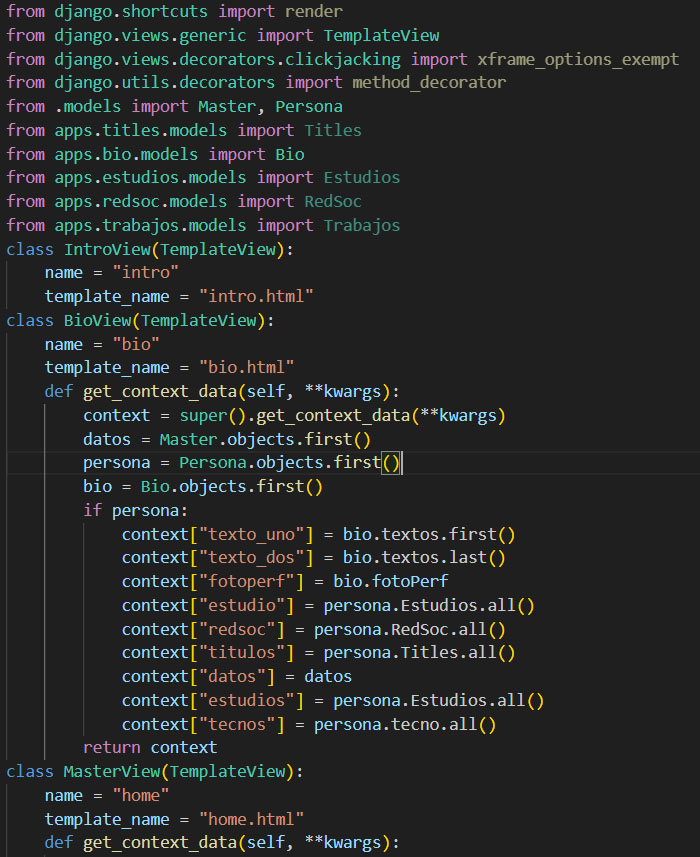 from django.shortcuts import render
from django.views.generic import TemplateView
from django.views.decorators.clickjacking import xframe_options_exempt
from django.utils.decorators import method_decorator
from .models import Master, Persona
from apps.titles.models import Titles
from apps.bio.models import Bio
from apps.estudios.models import Estudios
from apps.redsoc.models import RedSoc
from apps.trabajos.models import Trabajos
class IntroView(TemplateView):
    name = "intro"
    template_name = "intro.html"
class BioView(TemplateView):
    name = "bio"
    template_name = "bio.html"
    def get_context_data(self, **kwargs):
        context = super().get_context_data(**kwargs)
        datos = Master.objects.first()
        persona = Persona.objects.first()
        bio = Bio.objects.first()
        if persona:
            context["texto_uno"] = bio.textos.first()
            context["texto_dos"] = bio.textos.last()
            context["fotoperf"] = bio.fotoPerf
            context["estudio"] = persona.Estudios.all()
            context["redsoc"] = persona.RedSoc.all()
            context["titulos"] = persona.Titles.all()
            context["datos"] = datos
            context["estudios"] = persona.Estudios.all()
            context["tecnos"] = persona.tecno.all()
        return context
class MasterView(TemplateView):
    name = "home"
    template_name = "home.html"
    def get_context_data(self, **kwargs):